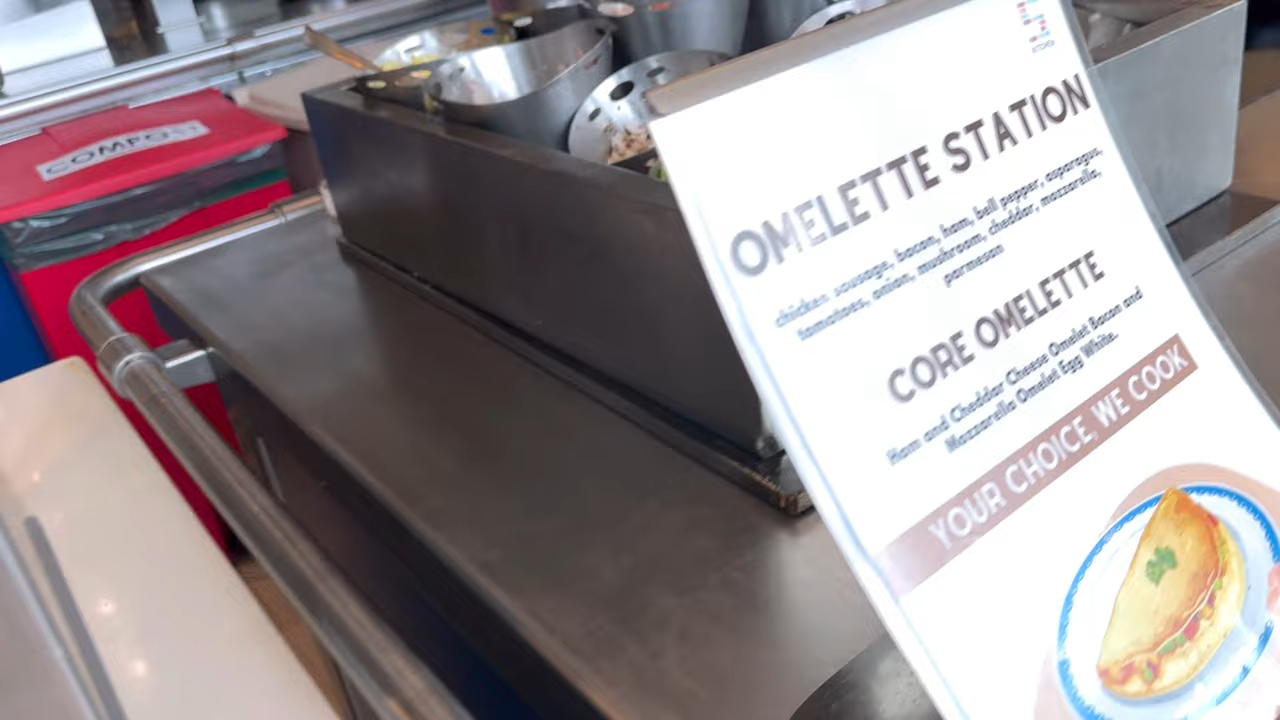 COMPOST
KITCHEN
OMELETTE STATION
chicken sausage, bacon, ham, bell pepper, asparagus,
tomatoes, onion, mushroom, cheddar, mozzarella,
parmesan
CORE OMELETTE
Ham and Cheddar Cheese Omelet Bacon and
Mozzarella Omelet Egg White.
YOUR CHOICE, WE COOK